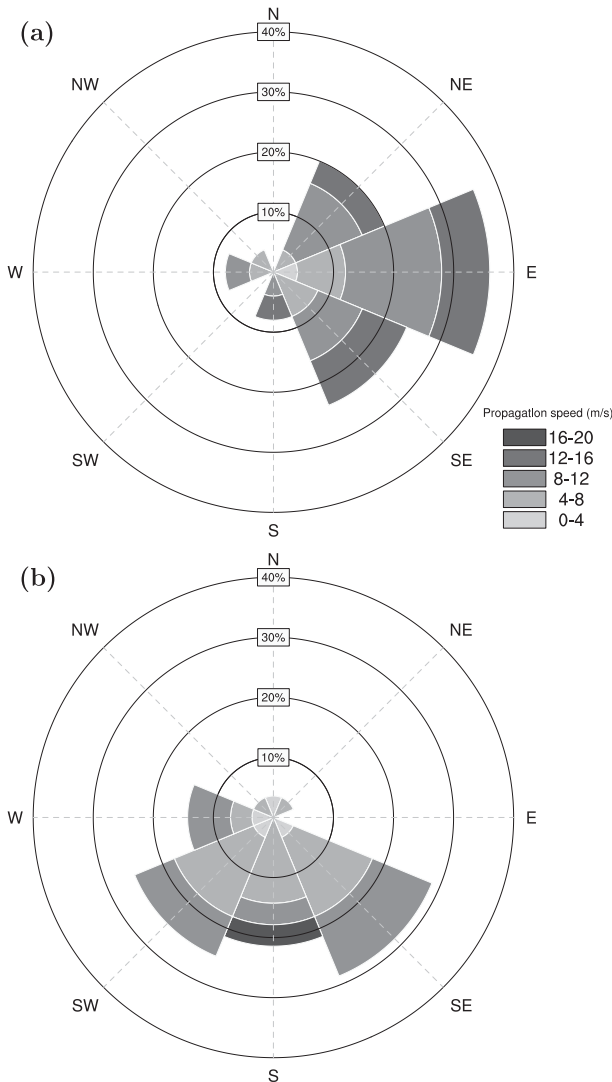 (a)
N
40%
NW
NE
30%
20%
10%
W
E
Propagation speed (m/s)
16-20
12-16
8-12
4-8
0-4
SW
SE
S
(b)
N
40%
NW
NE
30%
20%
10%
W
E
SW
SE
S